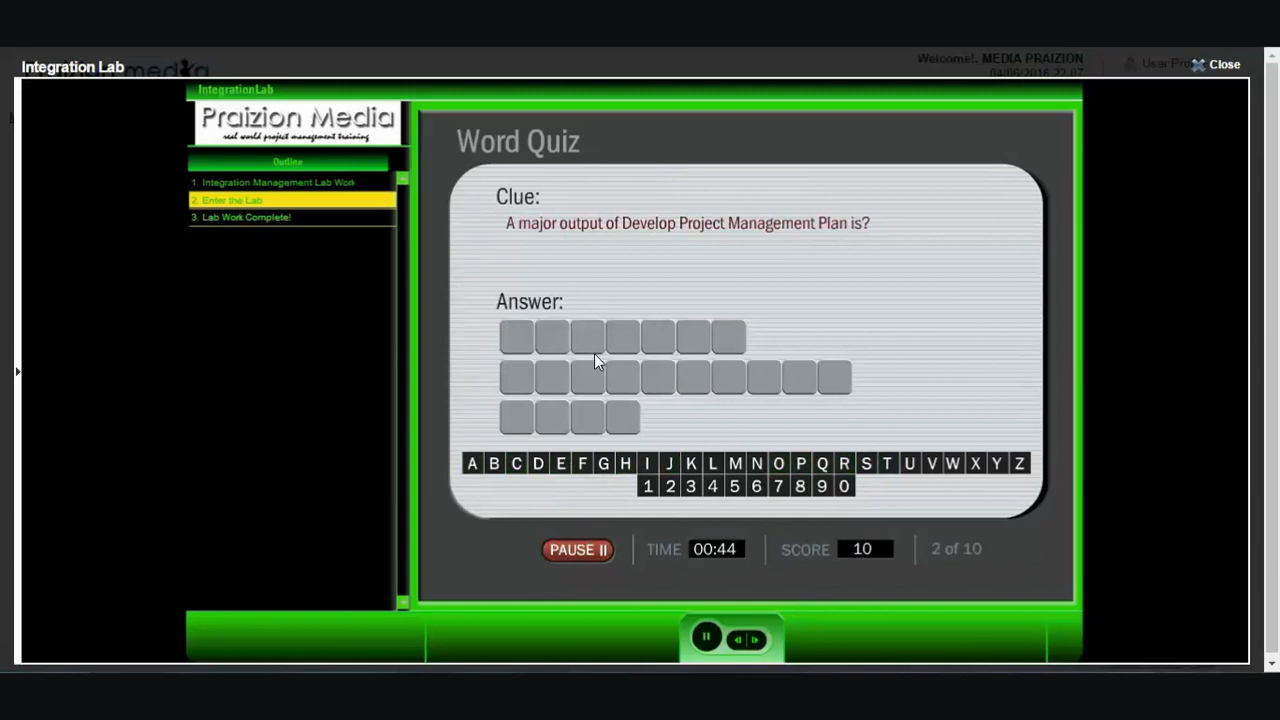 Integration Lab
Welcome!. MEDIA PRAIZION
User Pro
Close
IntegrationLab
Praizion Media
real world project management training
Outline
1. Integration Management Lab Work
2. Enter the Lab
3. Lab Work Complete!
Word Quiz
Clue:
A major output of Develop Project Management Plan is?
Answer:
A B C D E F G H I J K L M N O P Q R S T U V W X Y Z
1 2 3 4 5 6 7 8 9 0
PAUSE
TIME 00:44
SCORE 10
2 of 10